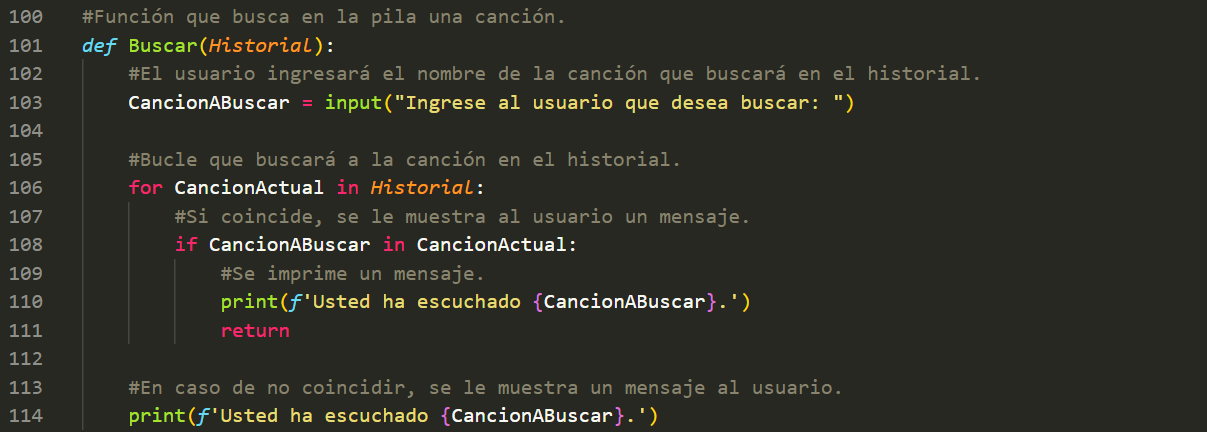 100 #Función que busca en la pila una canción.
101 def Buscar(Historial):
102 #El usuario ingresará el nombre de la canción que buscará en el historial.
103 CancionABuscar = input("Ingrese al usuario que desea buscar: ")
104
105 #Bucle que buscará a la canción en el historial.
106 for CancionActual in Historial:
107 #Si coincide, se le muestra al usuario un mensaje.
108 if CancionABuscar in CancionActual:
109 #Se imprime un mensaje.
110 print(f'Usted ha escuchado {CancionABuscar}.')
111 return
112
113 #En caso de no coincidir, se le muestra un mensaje al usuario.
114 print(f'Usted ha escuchado {CancionABuscar}.')